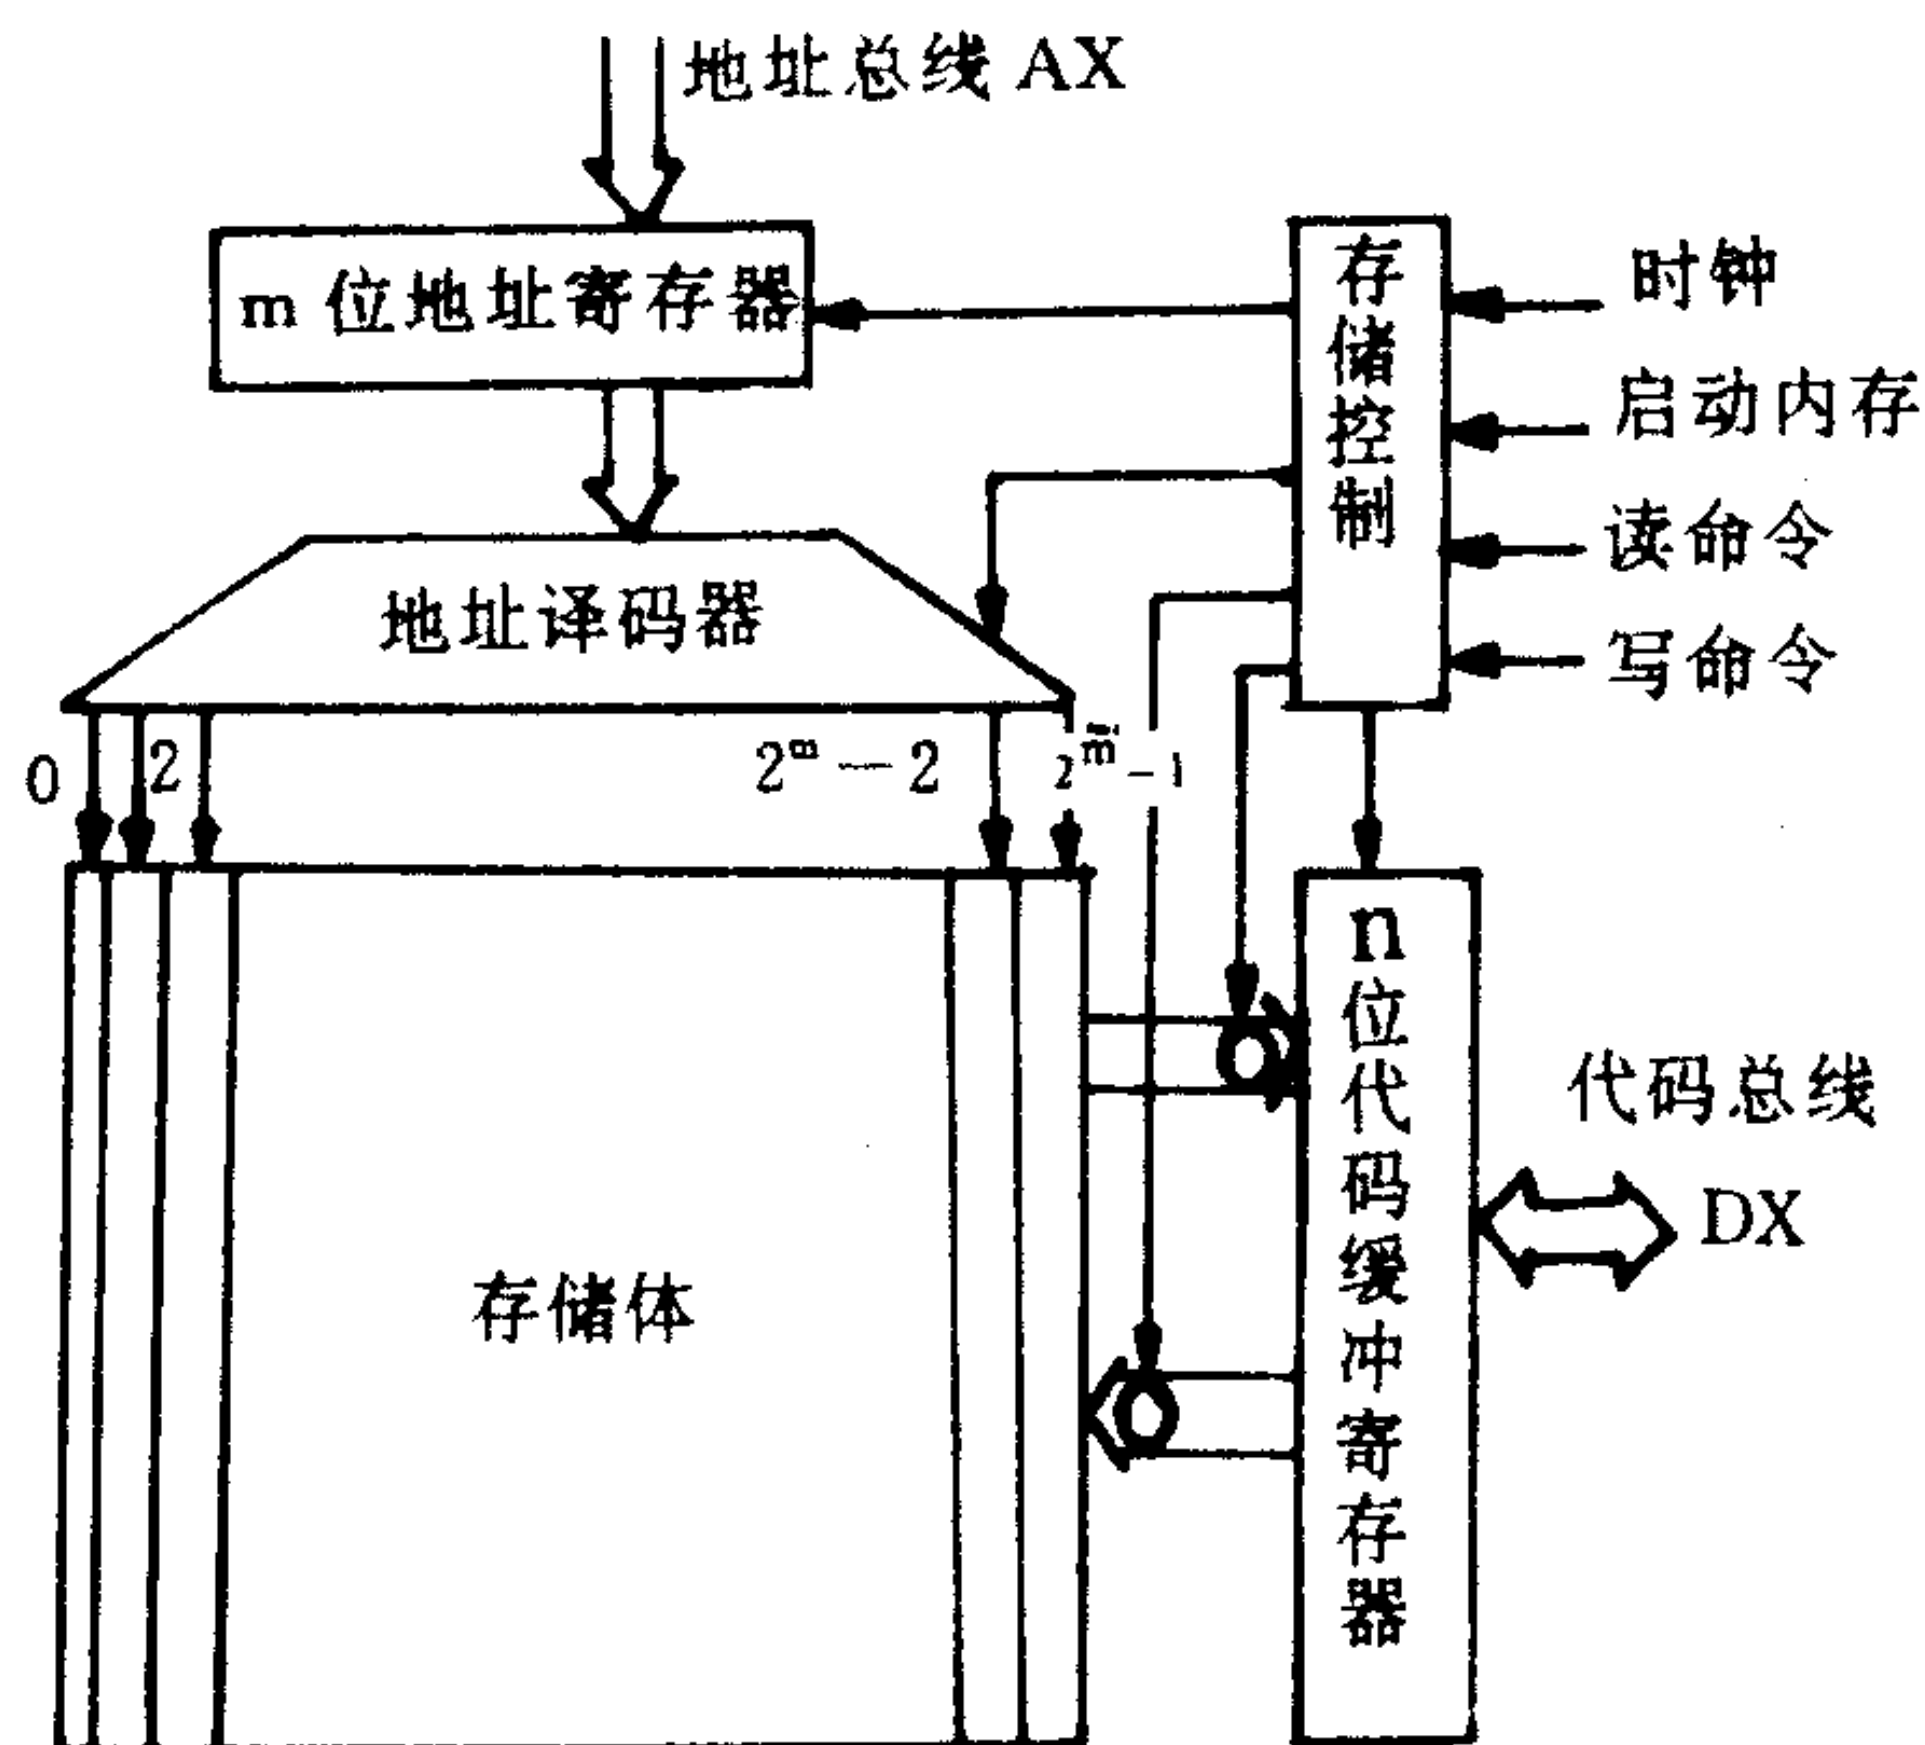 地址总线 AX
m 位地址寄存器
存储控制
时钟
启动内存
读命令
写命令
地址译码器
0
2
2ᵐ－2
2ᵐ－1
存储体
n位代码缓冲寄存器
代码总线
DX